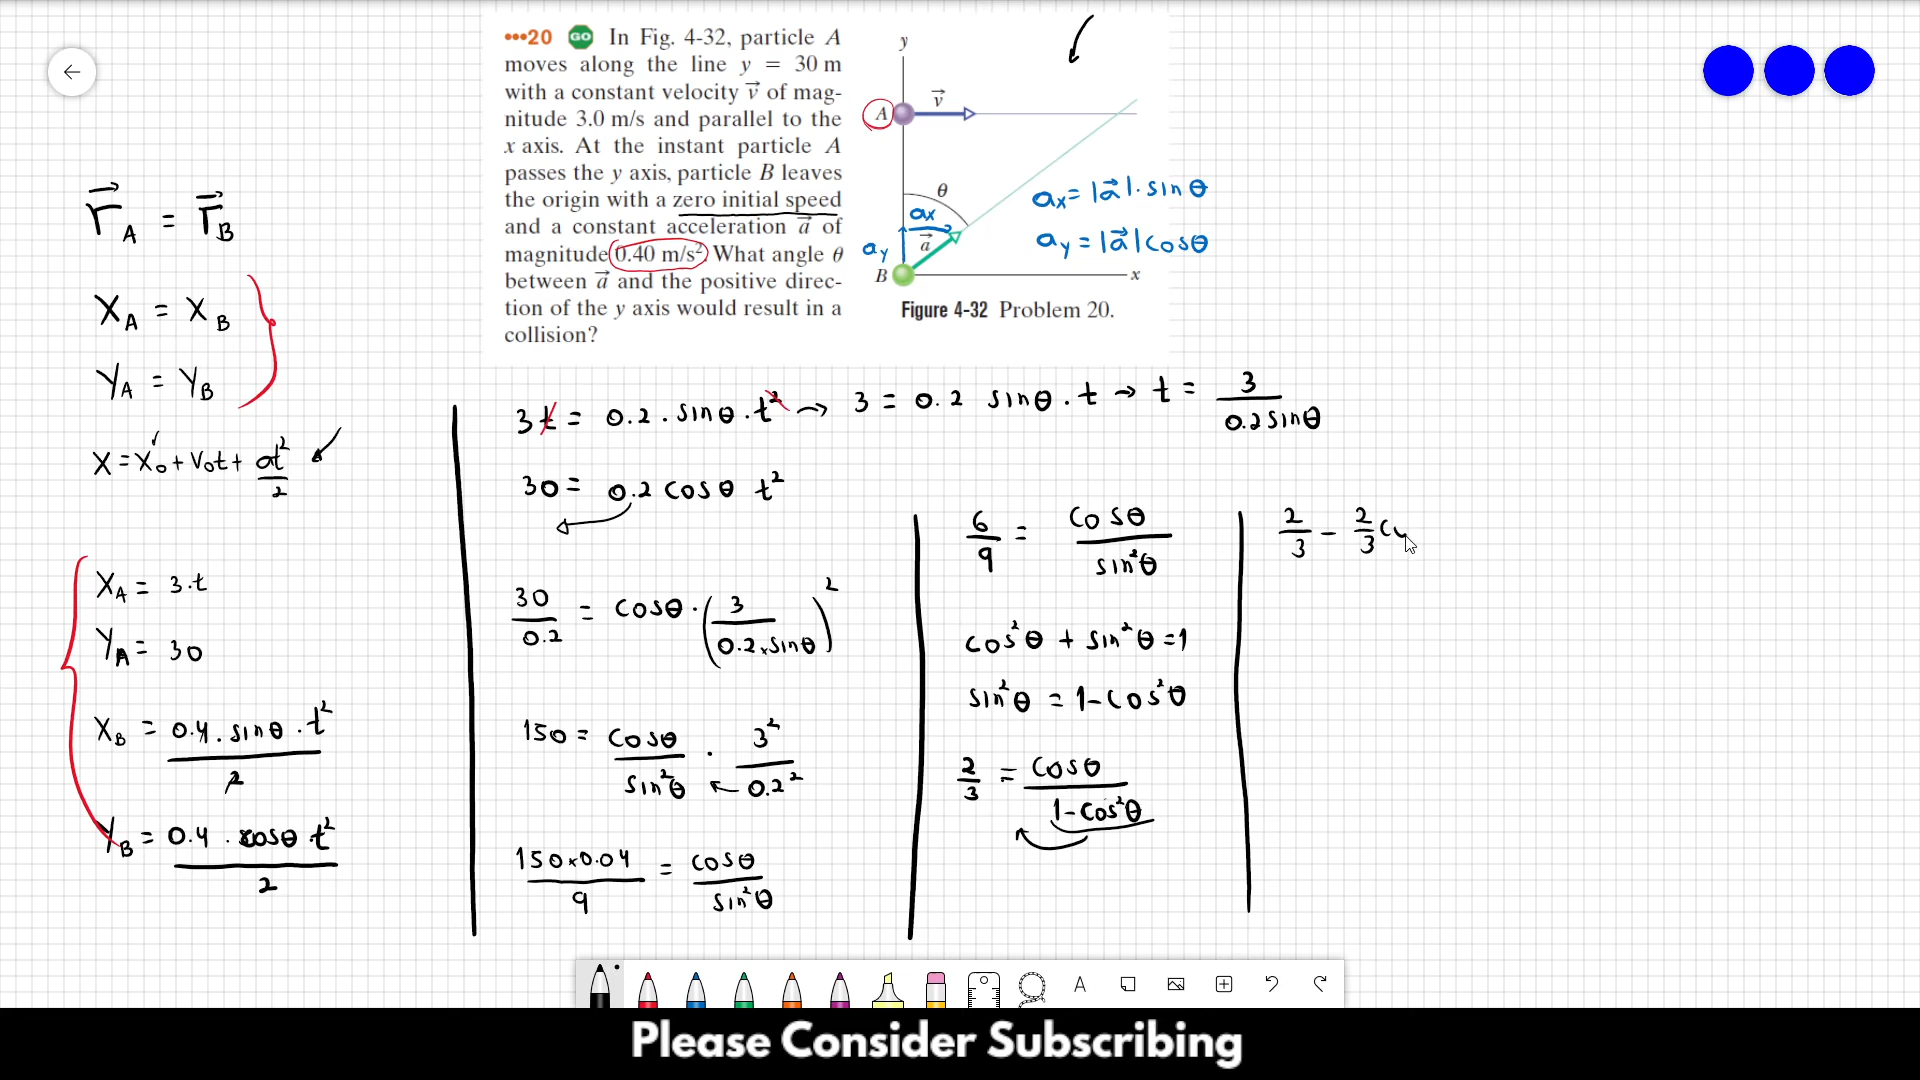 •••20 GO In Fig. 4-32, particle A
moves along the line y = 30 m
with a constant velocity v⃗ of mag-
nitude 3.0 m/s and parallel to the
x axis. At the instant particle A
passes the y axis, particle B leaves
the origin with a zero initial speed
and a constant acceleration a⃗ of
magnitude 0.40 m/s². What angle θ
between a⃗ and the positive direc-
tion of the y axis would result in a
collision?
y
A
v⃗
θ
ax
ay
a⃗
B
x
ax = |a⃗|·sinθ
ay = |a⃗|cosθ
Figure 4-32 Problem 20.
r⃗A = r⃗B
XA = XB
YA = YB
X = X₀ + V₀t + at²/2
XA = 3.t
YA = 30
XB = 0.4 . sinθ . t²/2
YB = 0.4 . cosθ t²/2
3t = 0.2 . sinθ . t² → 3 = 0.2 sinθ . t → t = 3/0.2sinθ
30 = 0.2 cosθ t²
30/0.2 = cosθ . (3/0.2×sinθ)²
150 = cosθ/sin²θ . 3²/0.2²
150×0.04/9 = cosθ/sin²θ
6/9 = cosθ/sin²θ
cos²θ + sin²θ = 1
sin²θ = 1-cos²θ
2/3 = cosθ/1-cos²θ
2/3 - 2/3 c
A
Please Consider Subscribing